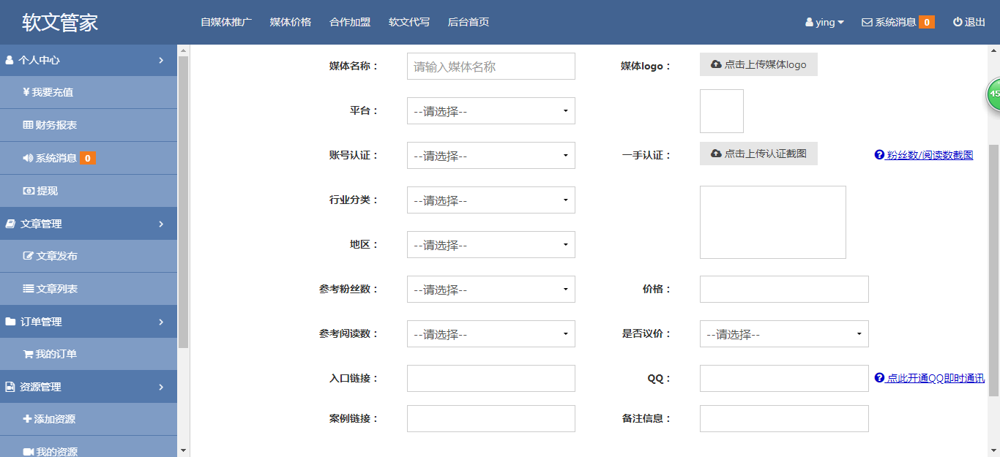 软文管家
自媒体推广 媒体价格 合作加盟 软文代写 后台首页
ying 系统消息 0 退出
个人中心
¥ 我要充值
财务报表
系统消息 0
提现
文章管理
文章发布
文章列表
订单管理
我的订单
资源管理
添加资源
我的资源
媒体名称： 请输入媒体名称 媒体logo： 点击上传媒体logo
平台： --请选择--
账号认证： --请选择-- 一手认证： 点击上传认证截图 粉丝数/阅读数截图
行业分类： --请选择--
地区： --请选择--
参考粉丝数： --请选择-- 价格：
参考阅读数： --请选择-- 是否议价： --请选择--
入口链接： QQ： 点此开通QQ即时通讯
案例链接： 备注信息：
45